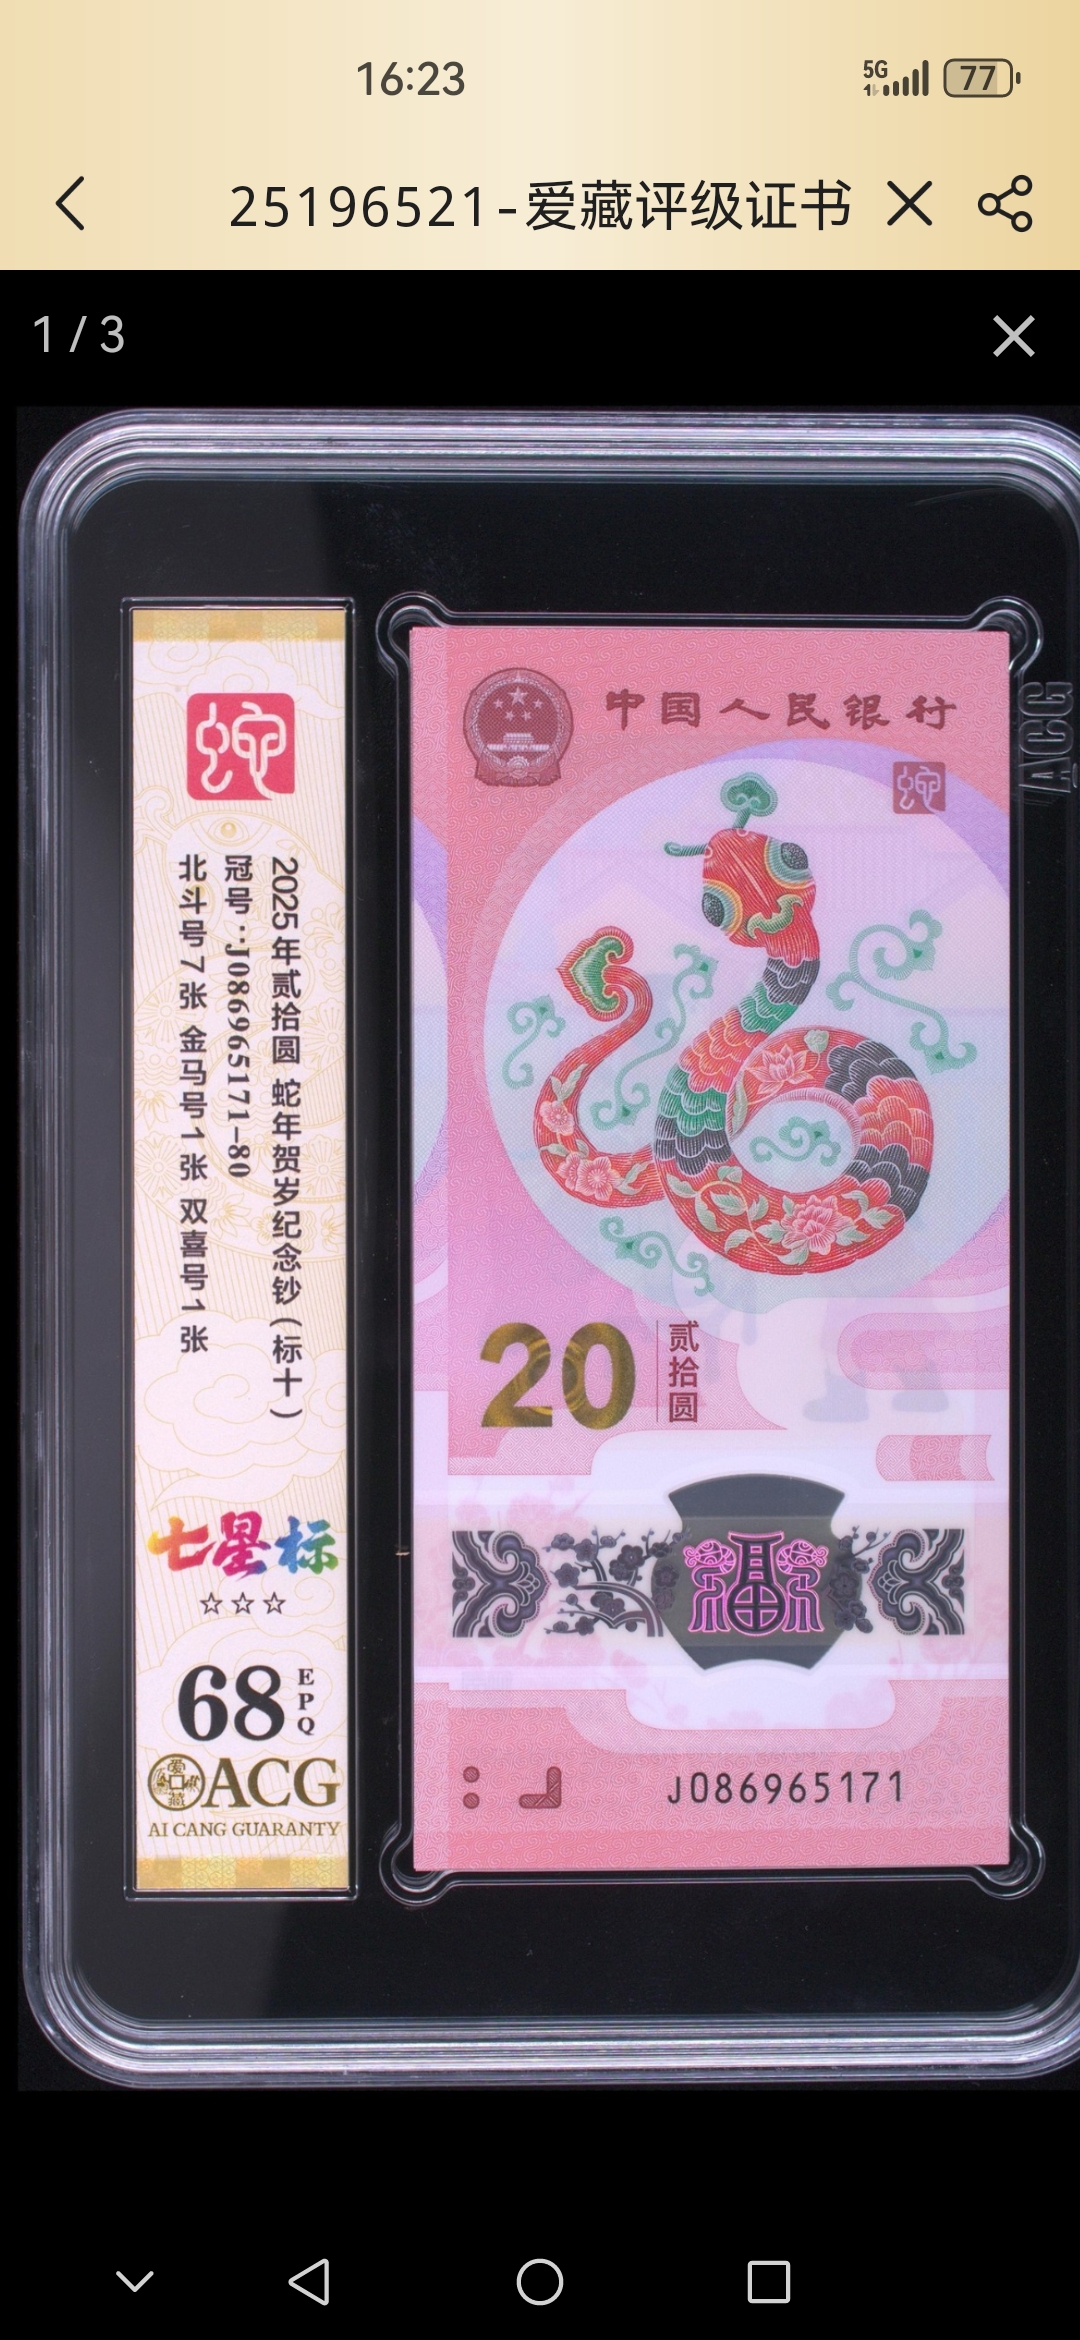 16:23
5G
77
25196521-爱藏评级证书
1 / 3
蛇
2025年贰拾圆 蛇年贺岁纪念钞(标十)
冠号:J086965171-80
北斗号7张 金马号1张 双喜号1张
七星标
☆☆☆
68 EPQ
爱藏
ACG
AI CANG GUARANTY
中国人民银行
蛇
20 贰拾圆
福
J086965171
ACG